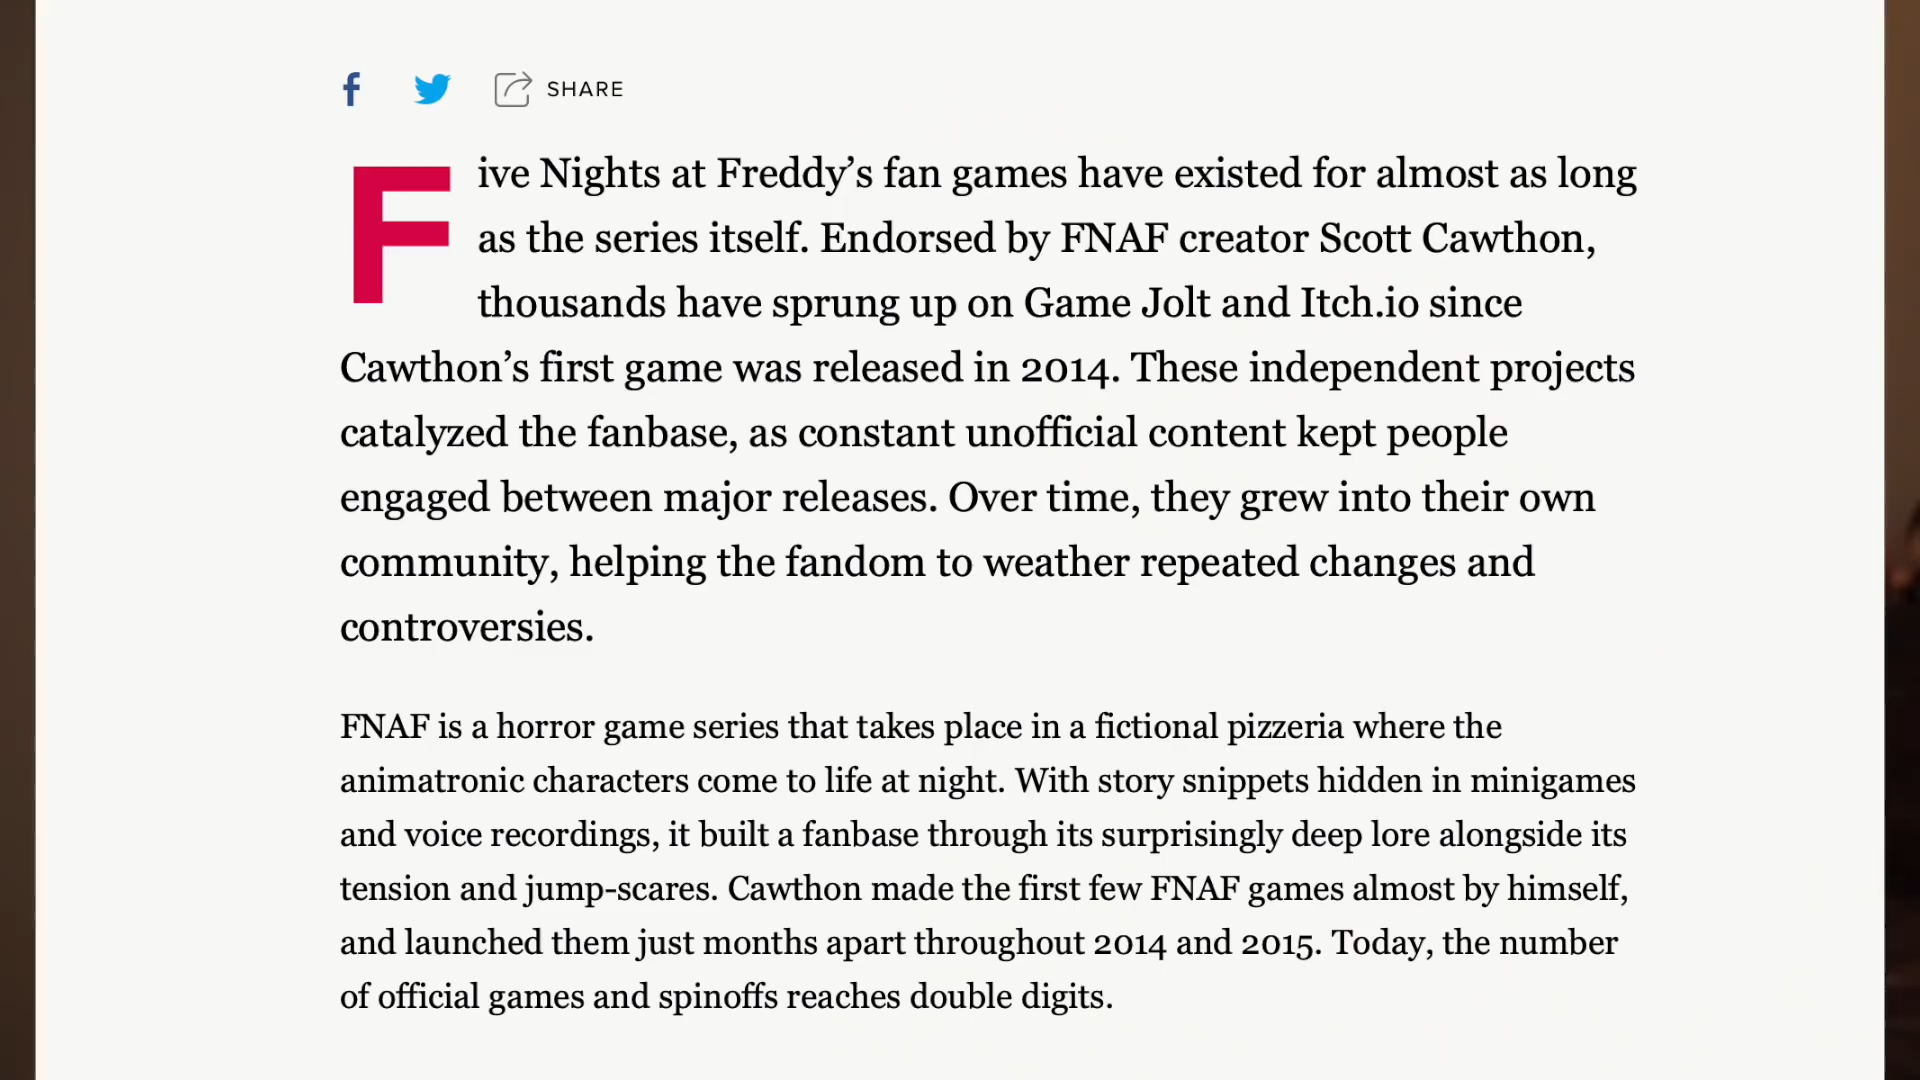 SHARE
Five Nights at Freddy’s fan games have existed for almost as long
as the series itself. Endorsed by FNAF creator Scott Cawthon,
thousands have sprung up on Game Jolt and Itch.io since
Cawthon’s first game was released in 2014. These independent projects
catalyzed the fanbase, as constant unofficial content kept people
engaged between major releases. Over time, they grew into their own
community, helping the fandom to weather repeated changes and
controversies.
FNAF is a horror game series that takes place in a fictional pizzeria where the
animatronic characters come to life at night. With story snippets hidden in minigames
and voice recordings, it built a fanbase through its surprisingly deep lore alongside its
tension and jump-scares. Cawthon made the first few FNAF games almost by himself,
and launched them just months apart throughout 2014 and 2015. Today, the number
of official games and spinoffs reaches double digits.